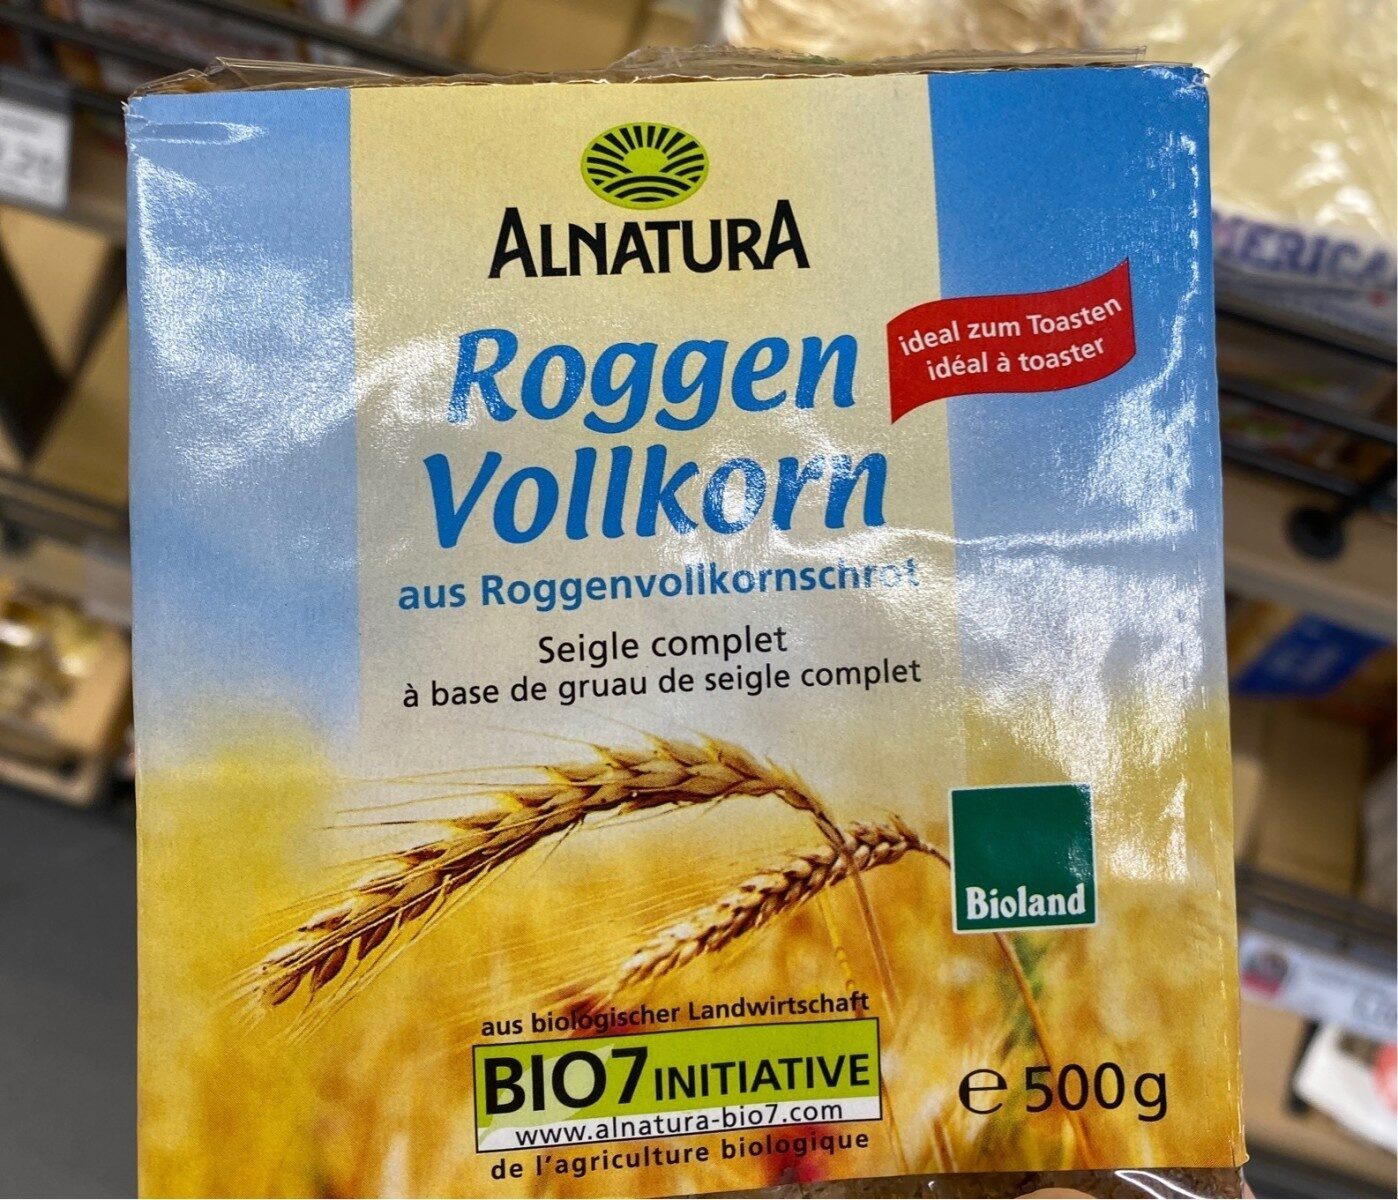 ALNATURA
Roggen
Vollkorn
ideal zum Toasten
idéal à toaster
aus Roggenvollkornschrot
Seigle complet
à base de gruau de seigle complet
Bioland
aus biologischer Landwirtschaft
BIO7 INITIATIVE
www.alnatura-bio7.com
de l'agriculture biologique
e 500g